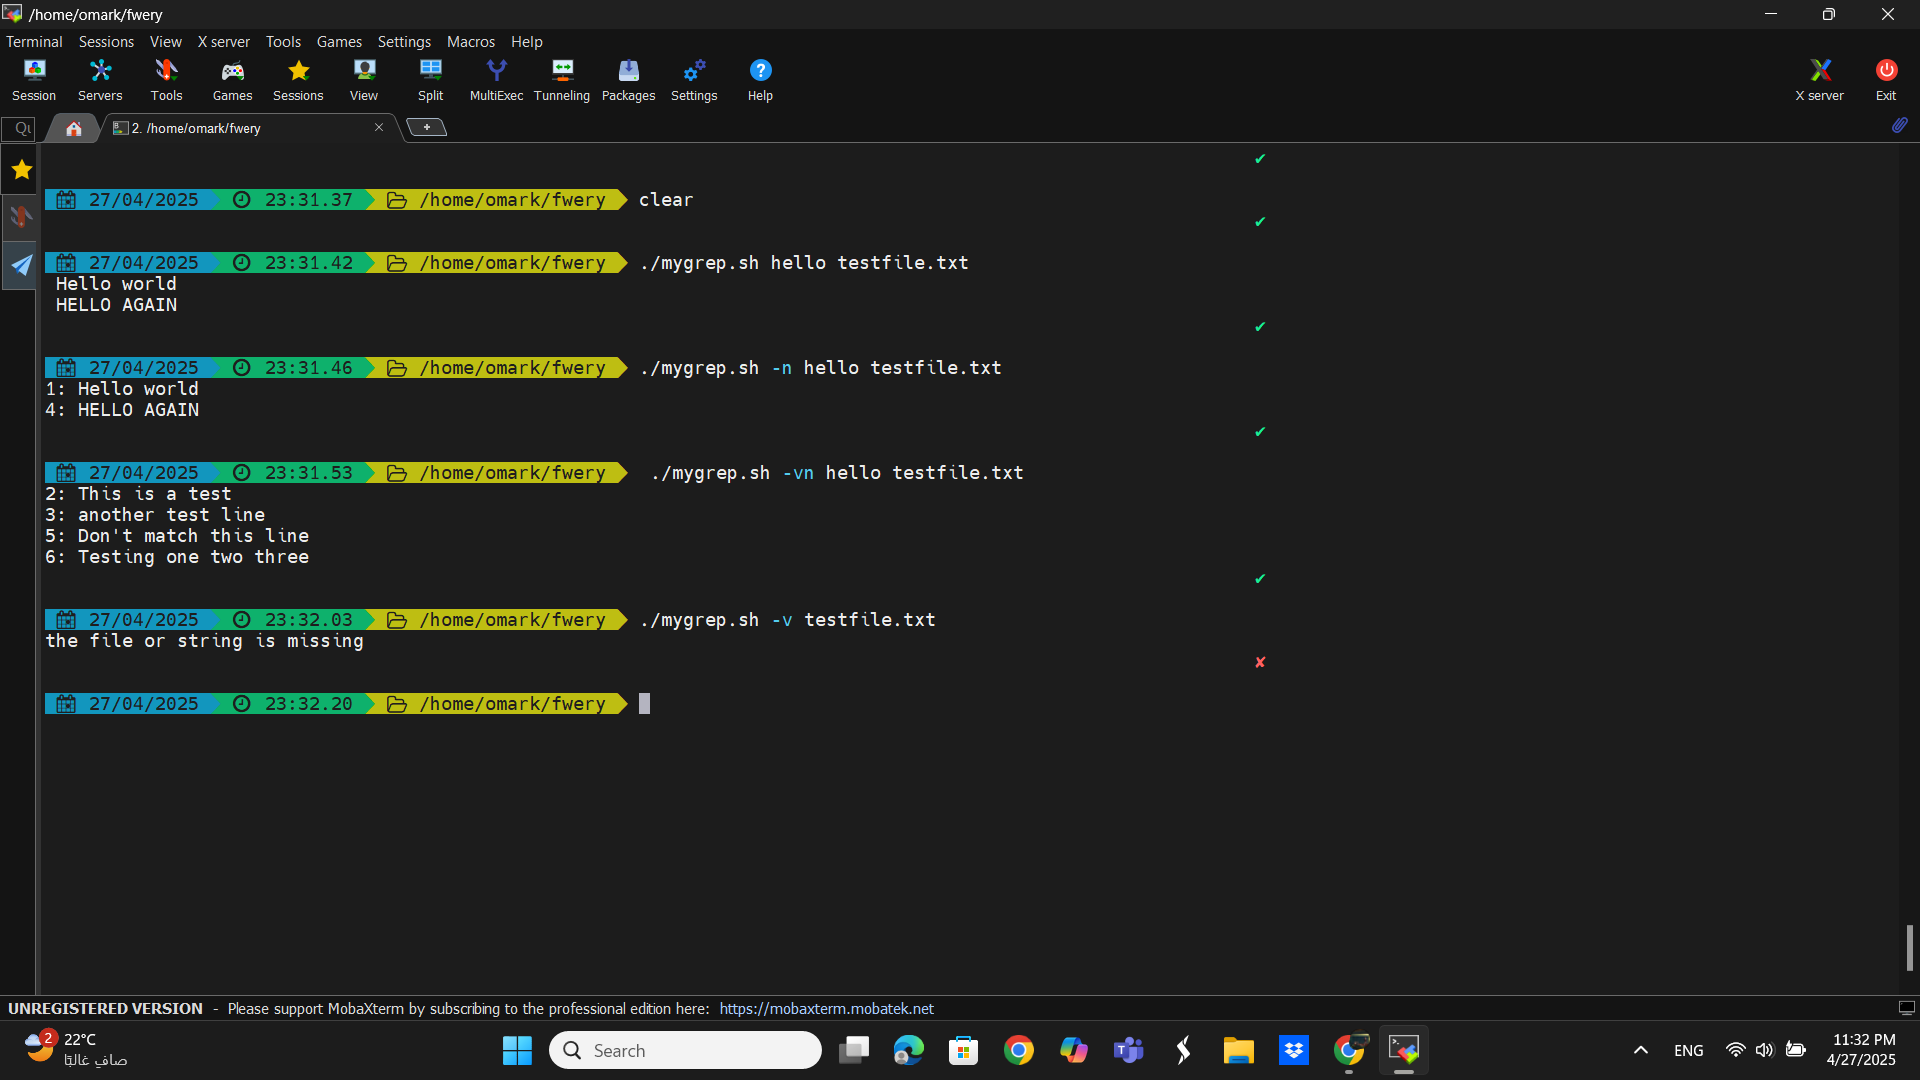 /home/omark/fwery
Terminal Sessions View X server Tools Games Settings Macros Help
Session Servers Tools Games Sessions View Split MultiExec Tunneling Packages Settings Help X server Exit
2. /home/omark/fwery
27/04/2025 23:31.37 /home/omark/fwery clear
27/04/2025 23:31.42 /home/omark/fwery ./mygrep.sh hello testfile.txt
Hello world
HELLO AGAIN
27/04/2025 23:31.46 /home/omark/fwery ./mygrep.sh -n hello testfile.txt
1: Hello world
4: HELLO AGAIN
27/04/2025 23:31.53 /home/omark/fwery ./mygrep.sh -vn hello testfile.txt
2: This is a test
3: another test line
5: Don't match this line
6: Testing one two three
27/04/2025 23:32.03 /home/omark/fwery ./mygrep.sh -v testfile.txt
the file or string is missing
27/04/2025 23:32.20 /home/omark/fwery
UNREGISTERED VERSION - Please support MobaXterm by subscribing to the professional edition here: https://mobaxterm.mobatek.net
2 22°C
صافٍ غالبًا
Search
ENG
11:32 PM
4/27/2025